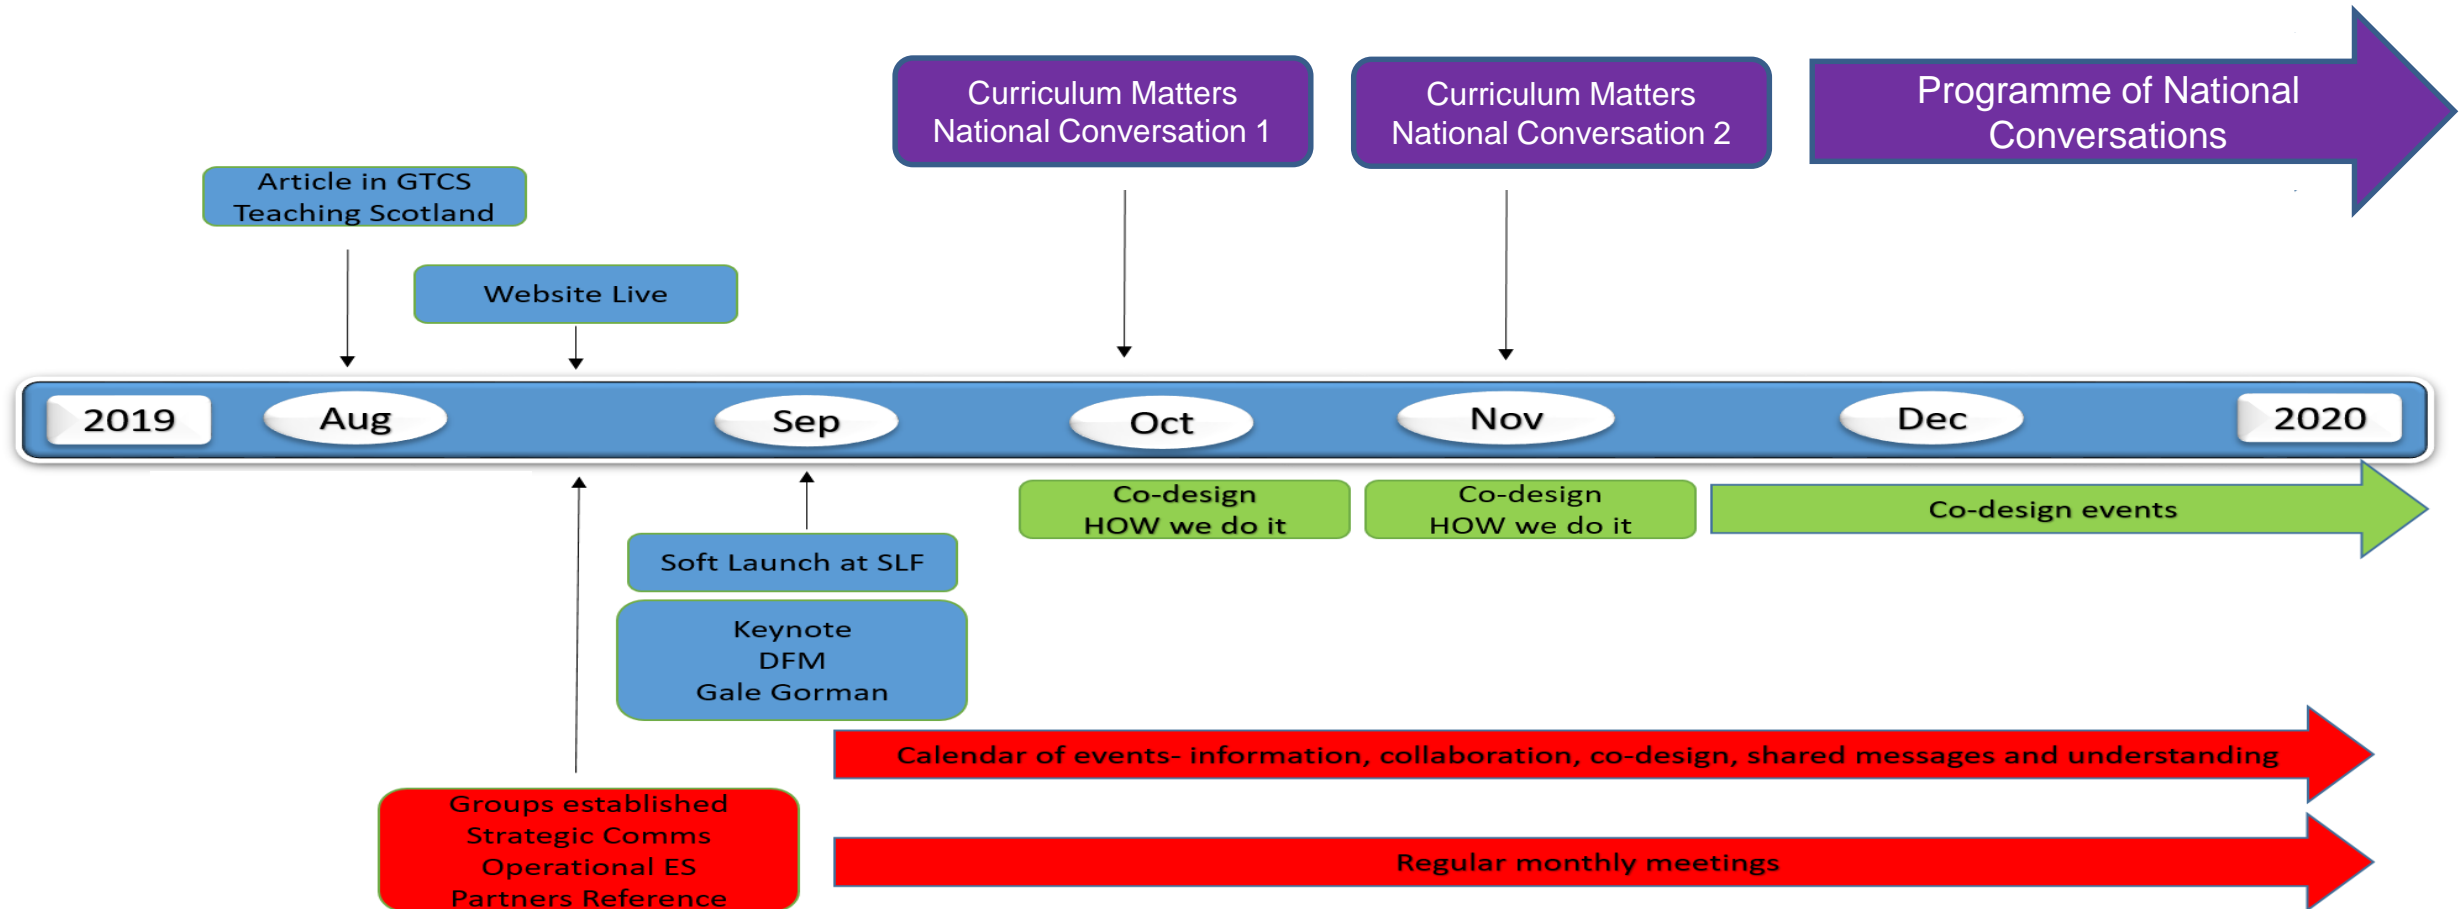 Curriculum Matters
National Conversation 1
Curriculum Matters
National Conversation 2
Programme of National
Conversations
Article in GTCS
Teaching Scotland
Website Live
2019
Aug
Sep
Oct
Nov
Dec
2020
Co-design
HOW we do it
Co-design
HOW we do it
Co-design events
Soft Launch at SLF
Keynote
DFM
Gale Gorman
Calendar of events- information, collaboration, co-design, shared messages and understanding
Groups established
Strategic Comms
Operational ES
Partners Reference
Regular monthly meetings